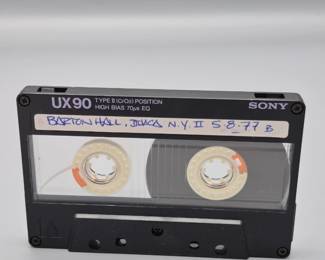 UX90 TYPE II (CrO2) POSITION
HIGH BIAS 70µs EQ
SONY
BARTON HALL, ITHACA N.Y. II 5.8.77 B